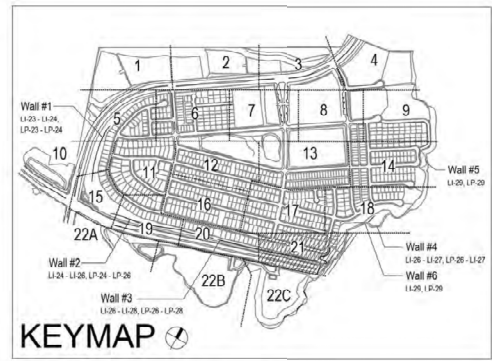 1
2
3
4
5
6
7
8
9
10
11
12
13
14
15
16
17
18
19
20
21
22A
22B
22C
Wall #1
LI-23 - LI-24,
LP-23 - LP-24
Wall #5
LI-29, LP-29
Wall #2
LI-24 - LI-26, LP-24 - LP-26
Wall #4
LI-26 - LI-27, LP-26 - LI-27
Wall #6
LI-29, LP-29
Wall #3
LI-26 - LI-28, LP-26 - LP-28
KEYMAP